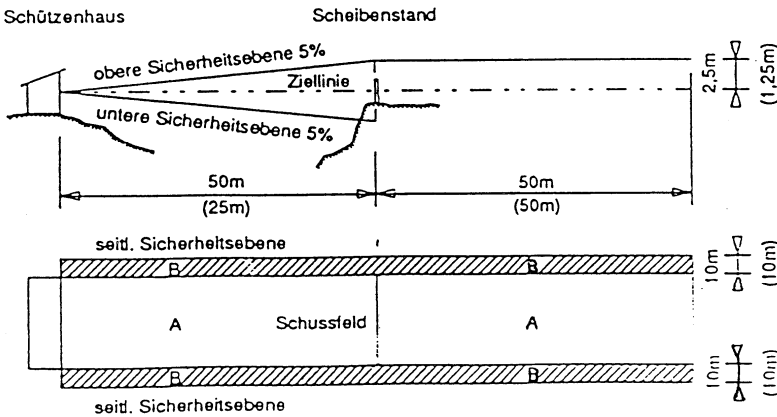 Schützenhaus
Scheibenstand
obere Sicherheitsebene 5%
Ziellinie
untere Sicherheitsebene 5%
2,5m
(1,25m)
50m
(25m)
50m
(50m)
seitl. Sicherheitsebene
B
B
10m
(10m)
A
Schussfeld
A
B
B
10m
(10m)
seitl. Sicherheitsebene